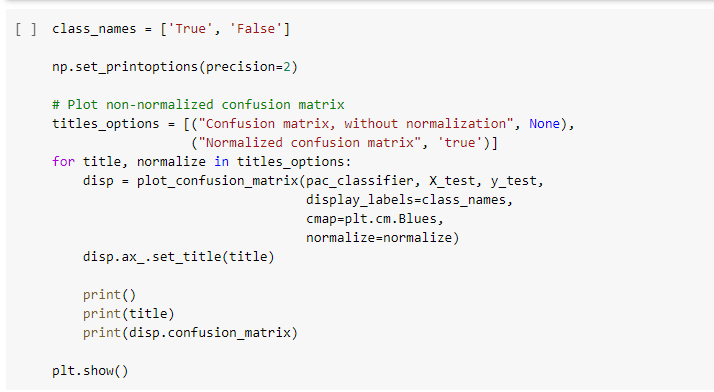 [ ] class_names = ['True', 'False']
np.set_printoptions(precision=2)
# Plot non-normalized confusion matrix
titles_options = [("Confusion matrix, without normalization", None),
("Normalized confusion matrix", 'true')]
for title, normalize in titles_options:
disp = plot_confusion_matrix(pac_classifier, X_test, y_test,
display_labels=class_names,
cmap=plt.cm.Blues,
normalize=normalize)
disp.ax_.set_title(title)
print()
print(title)
print(disp.confusion_matrix)
plt.show()